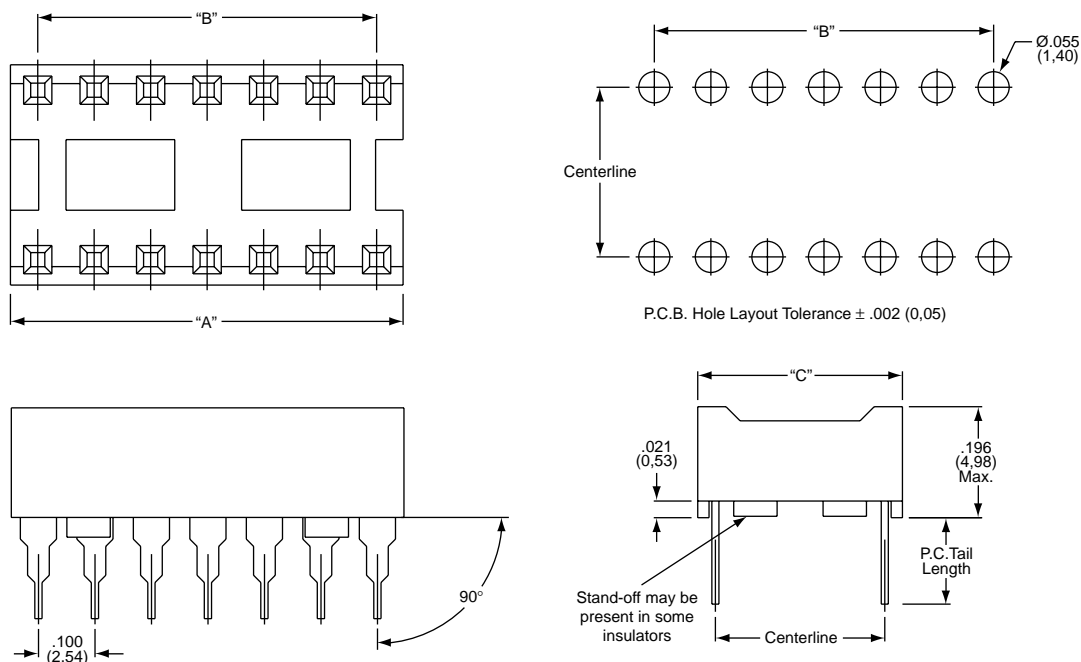 “B”
“B”
Ø.055
(1,40)
Centerline
“A”
P.C.B. Hole Layout Tolerance ± .002 (0,05)
“C”
.021
(0,53)
.196
(4,98)
Max.
P.C.Tail
Length
90°
Stand-off may be
present in some
insulators
Centerline
.100
(2,54)